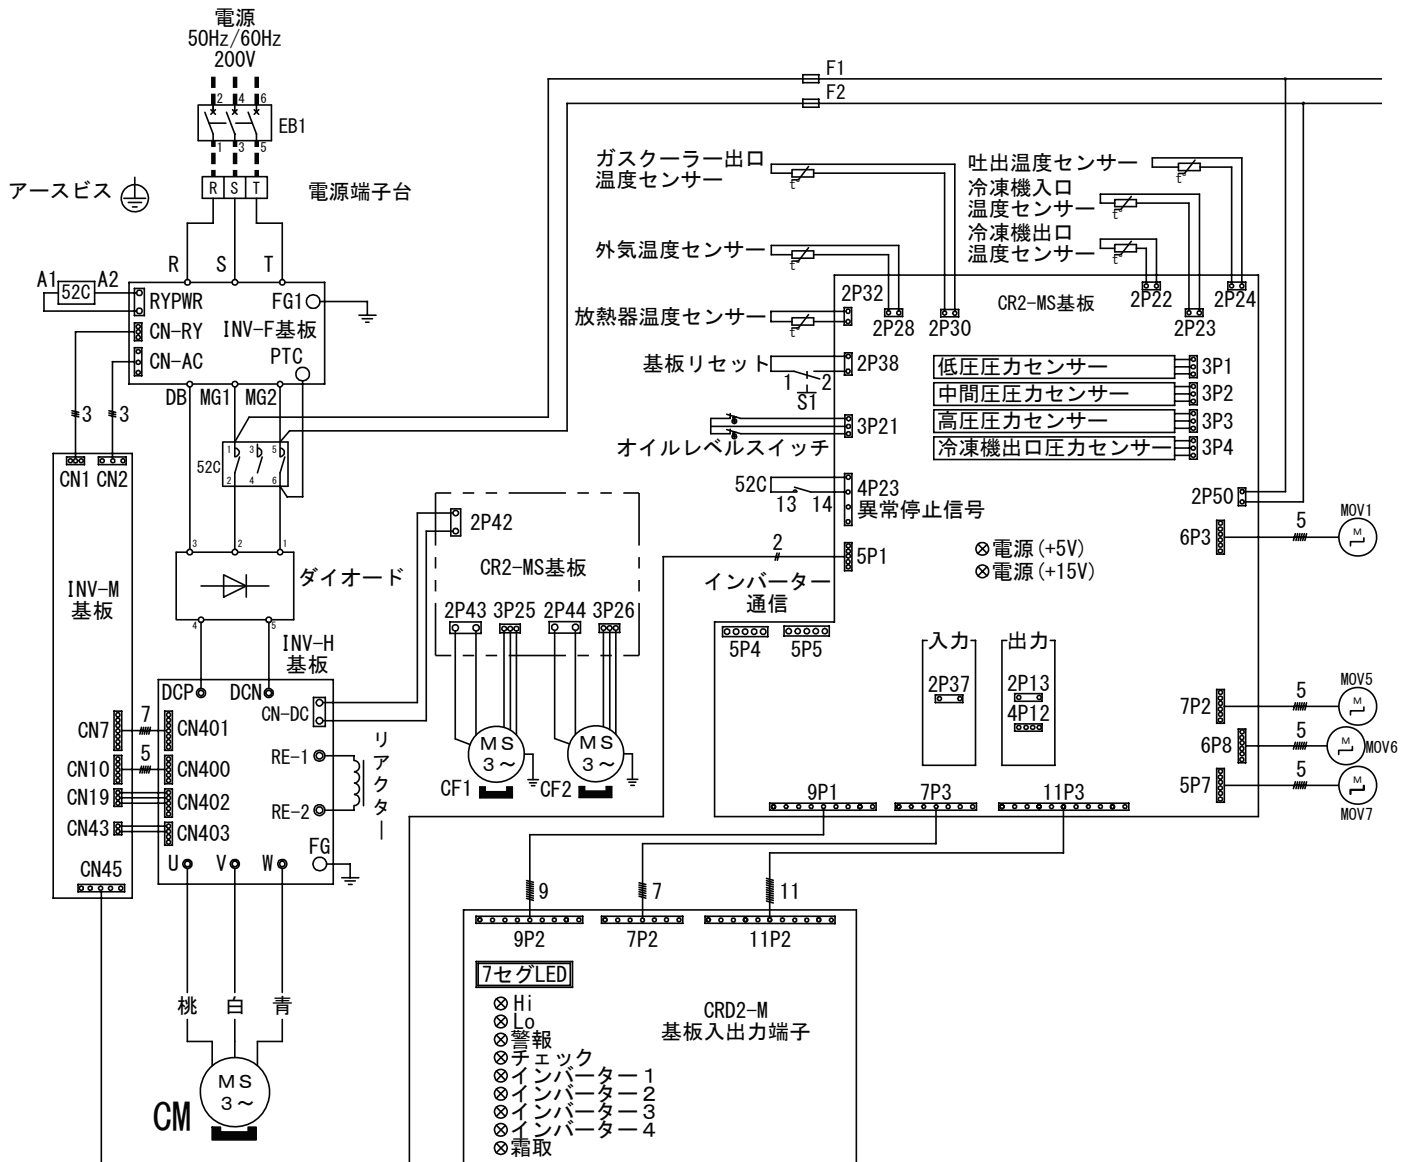 電源
50Hz/60Hz
200V
2 4 6
EB1
1 3 5
アースビス
R S T
電源端子台
R S T
A1 52C A2
RYPWR
FG1
CN-RY
INV-F基板
CN-AC
PTC
DB MG1 MG2
3 3
1 3 5
52C
2 4 6
CN1 CN2
INV-M
基板
3 2 1
ダイオード
4 5
INV-H
基板
DCP DCN
CN-DC
CN7 7 CN401
CN10 5 CN400
CN19 CN402
CN43 CN403
RE-1
RE-2
リアクター
FG
U V W
CN45
桃 白 青
MS
3~
CM
F1
F2
ガスクーラー出口
温度センサー
t°
外気温度センサー
t°
放熱器温度センサー
t°
2P32
2P28 2P30
吐出温度センサー
t°
冷凍機入口
温度センサー
t°
冷凍機出口
温度センサー
t°
CR2-MS基板
2P22 2P24
2P23
基板リセット
1 2
S1
2P38
オイルレベルスイッチ
3P21
52C
13 14
4P23
異常停止信号
2
5P1
インバーター
通信
5P4 5P5
低圧圧力センサー 3P1
中間圧圧力センサー 3P2
高圧圧力センサー 3P3
冷凍機出口圧力センサー 3P4
2P50
6P3 5 M MOV1
電源(+5V)
電源(+15V)
入力
2P37
出力
2P13
4P12
7P2 5 M MOV5
6P8 5 M MOV6
5P7 5 M MOV7
9P1 7P3 11P3
2P42
CR2-MS基板
2P43 3P25 2P44 3P26
MS
3~
CF1
MS
3~
CF2
9 7 11
9P2 7P2 11P2
7セグLED
Hi
Lo
警報
チェック
インバーター1
インバーター2
インバーター3
インバーター4
霜取
CRD2-M
基板入出力端子